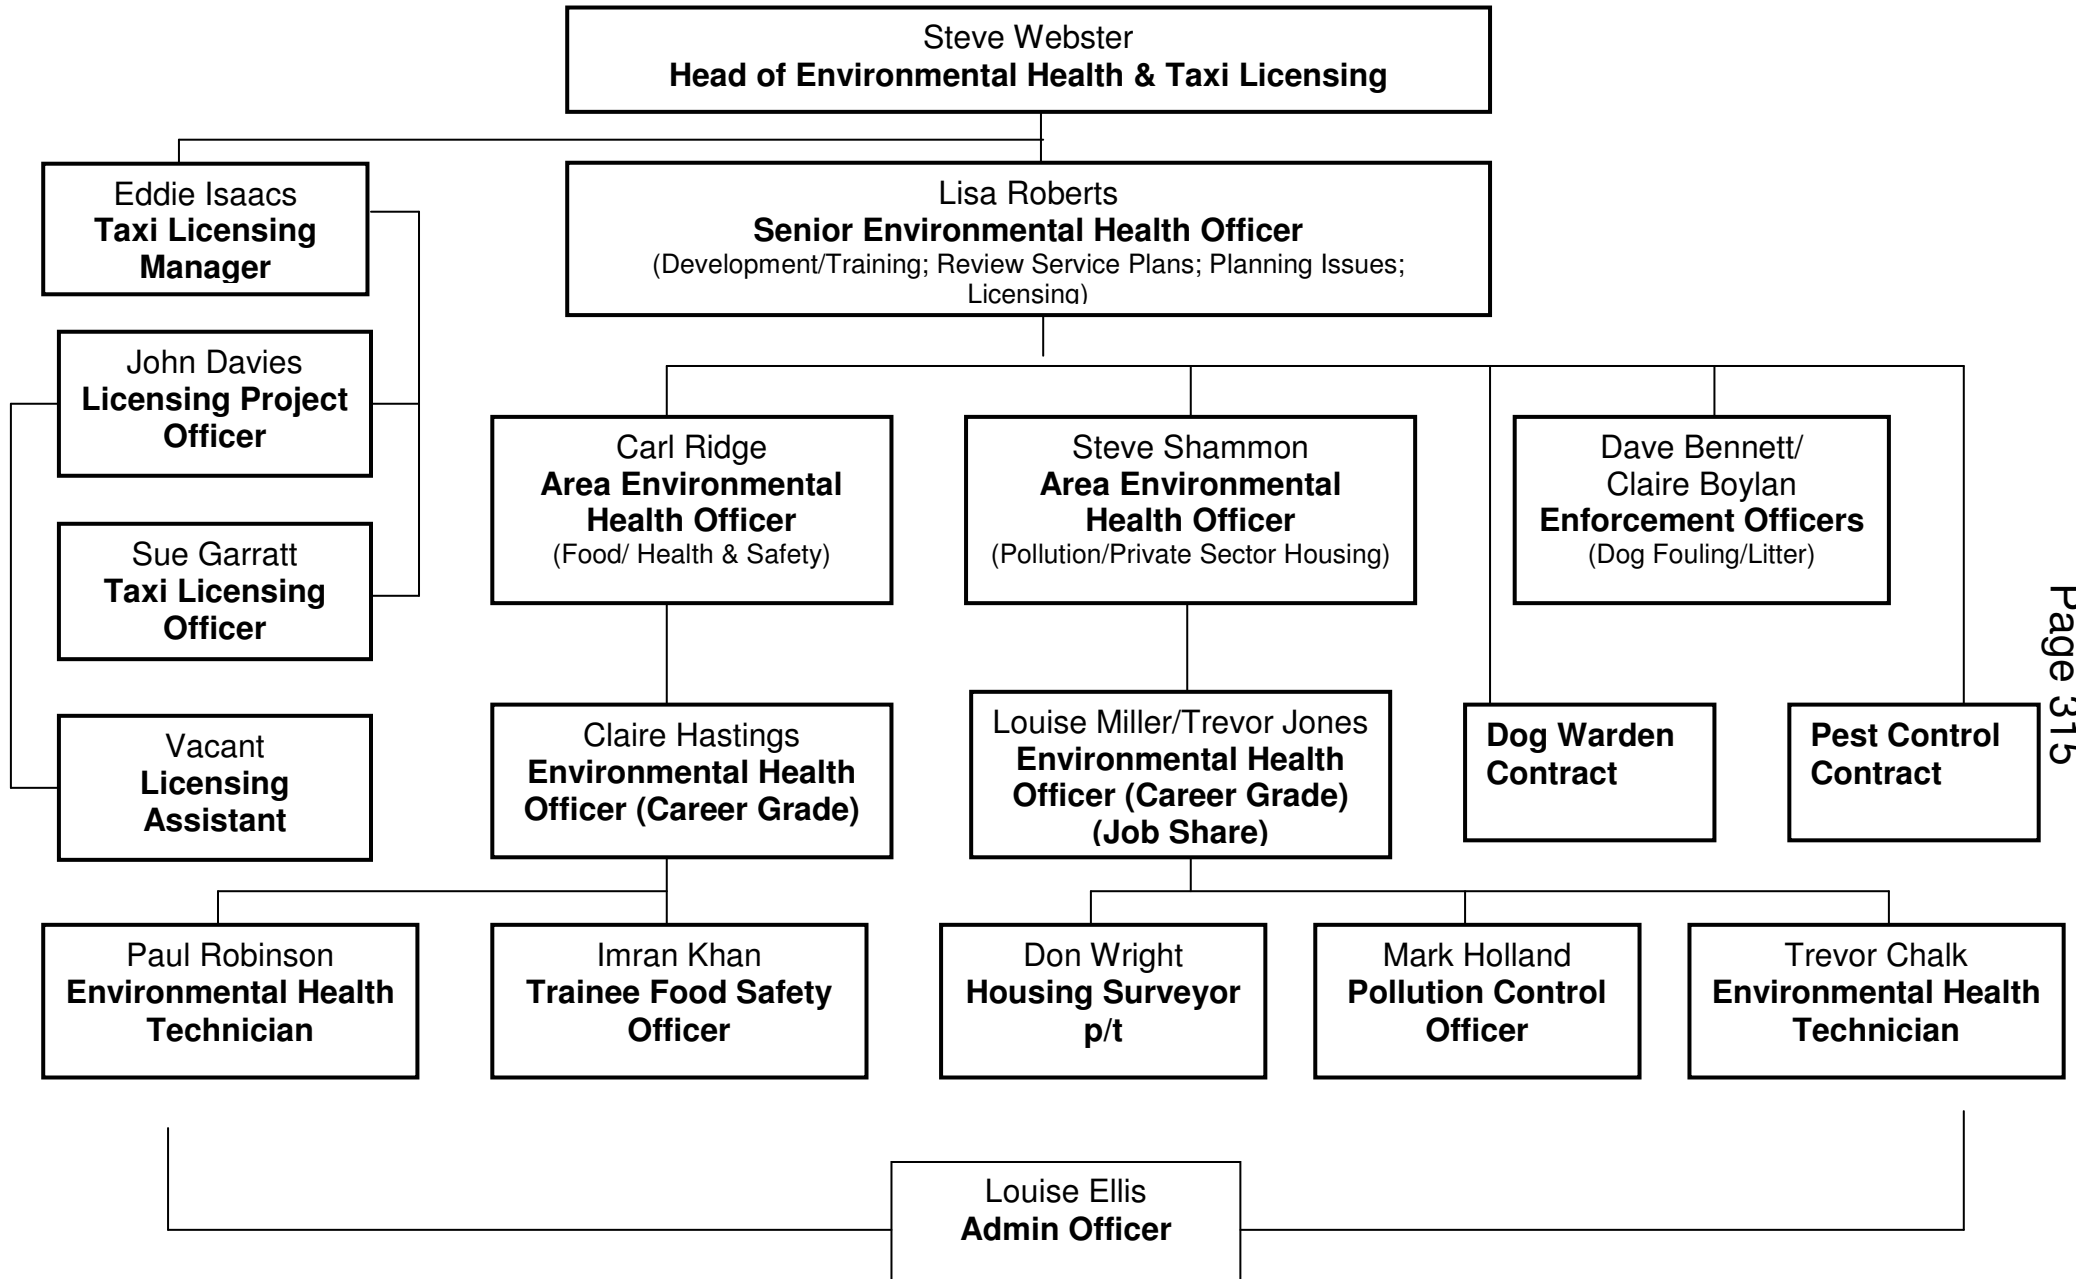 Steve Webster
Head of Environmental Health & Taxi Licensing
Eddie Isaacs
Taxi Licensing
Manager
Lisa Roberts
Senior Environmental Health Officer
(Development/Training; Review Service Plans; Planning Issues;
Licensing)
John Davies
Licensing Project
Officer
Sue Garratt
Taxi Licensing
Officer
Vacant
Licensing
Assistant
Carl Ridge
Area Environmental
Health Officer
(Food/ Health & Safety)
Steve Shammon
Area Environmental
Health Officer
(Pollution/Private Sector Housing)
Dave Bennett/
Claire Boylan
Enforcement Officers
(Dog Fouling/Litter)
Claire Hastings
Environmental Health
Officer (Career Grade)
Louise Miller/Trevor Jones
Environmental Health
Officer (Career Grade)
(Job Share)
Dog Warden
Contract
Pest Control
Contract
Paul Robinson
Environmental Health
Technician
Imran Khan
Trainee Food Safety
Officer
Don Wright
Housing Surveyor
p/t
Mark Holland
Pollution Control
Officer
Trevor Chalk
Environmental Health
Technician
Louise Ellis
Admin Officer
Page 315